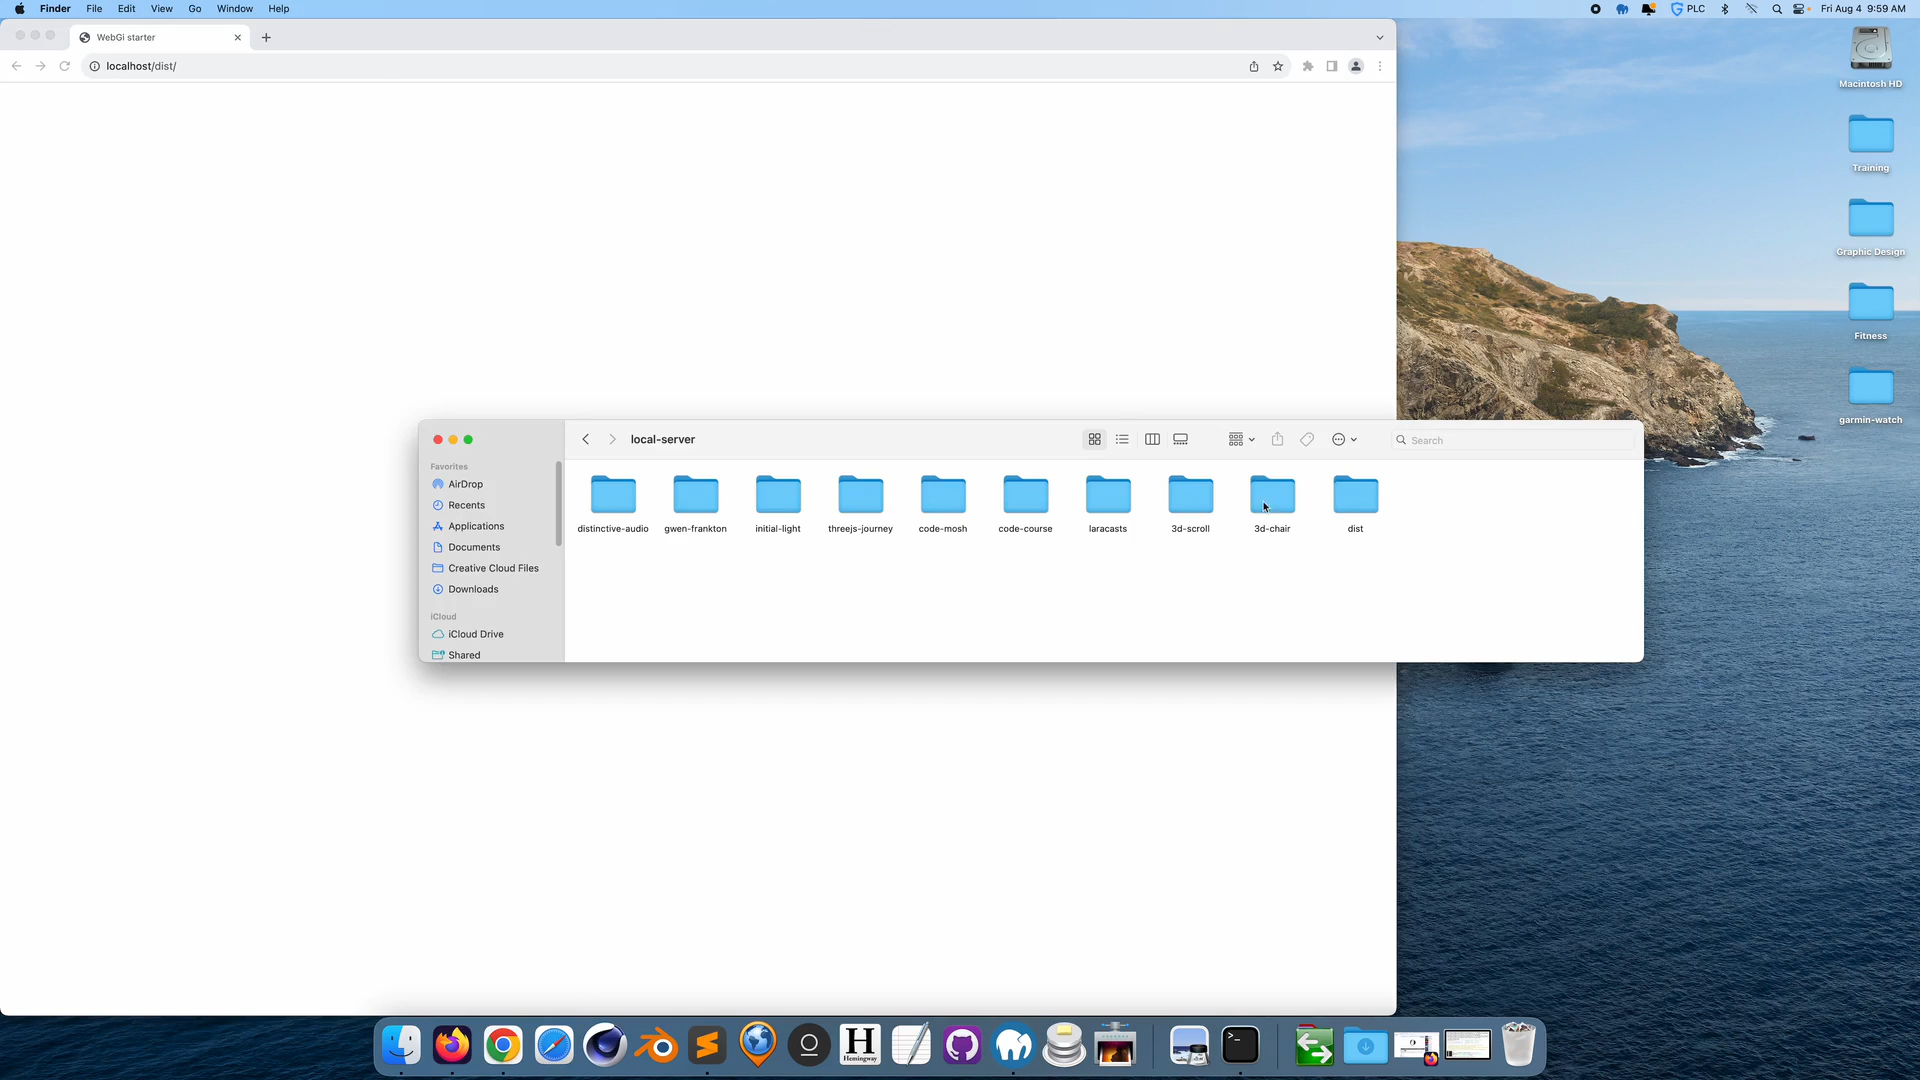 Finder File Edit View Go Window Help PLC Fri Aug 4 9:59 AM
WebGi starter
localhost/dist/
Macintosh HD
Training
Graphic Design
Fitness
garmin-watch
local-server
Search
Favorites
AirDrop
Recents
Applications
Documents
Creative Cloud Files
Downloads
iCloud
iCloud Drive
Shared
distinctive-audio gwen-frankton initial-light threejs-journey code-mosh code-course laracasts 3d-scroll 3d-chair dist
H
Hemingway